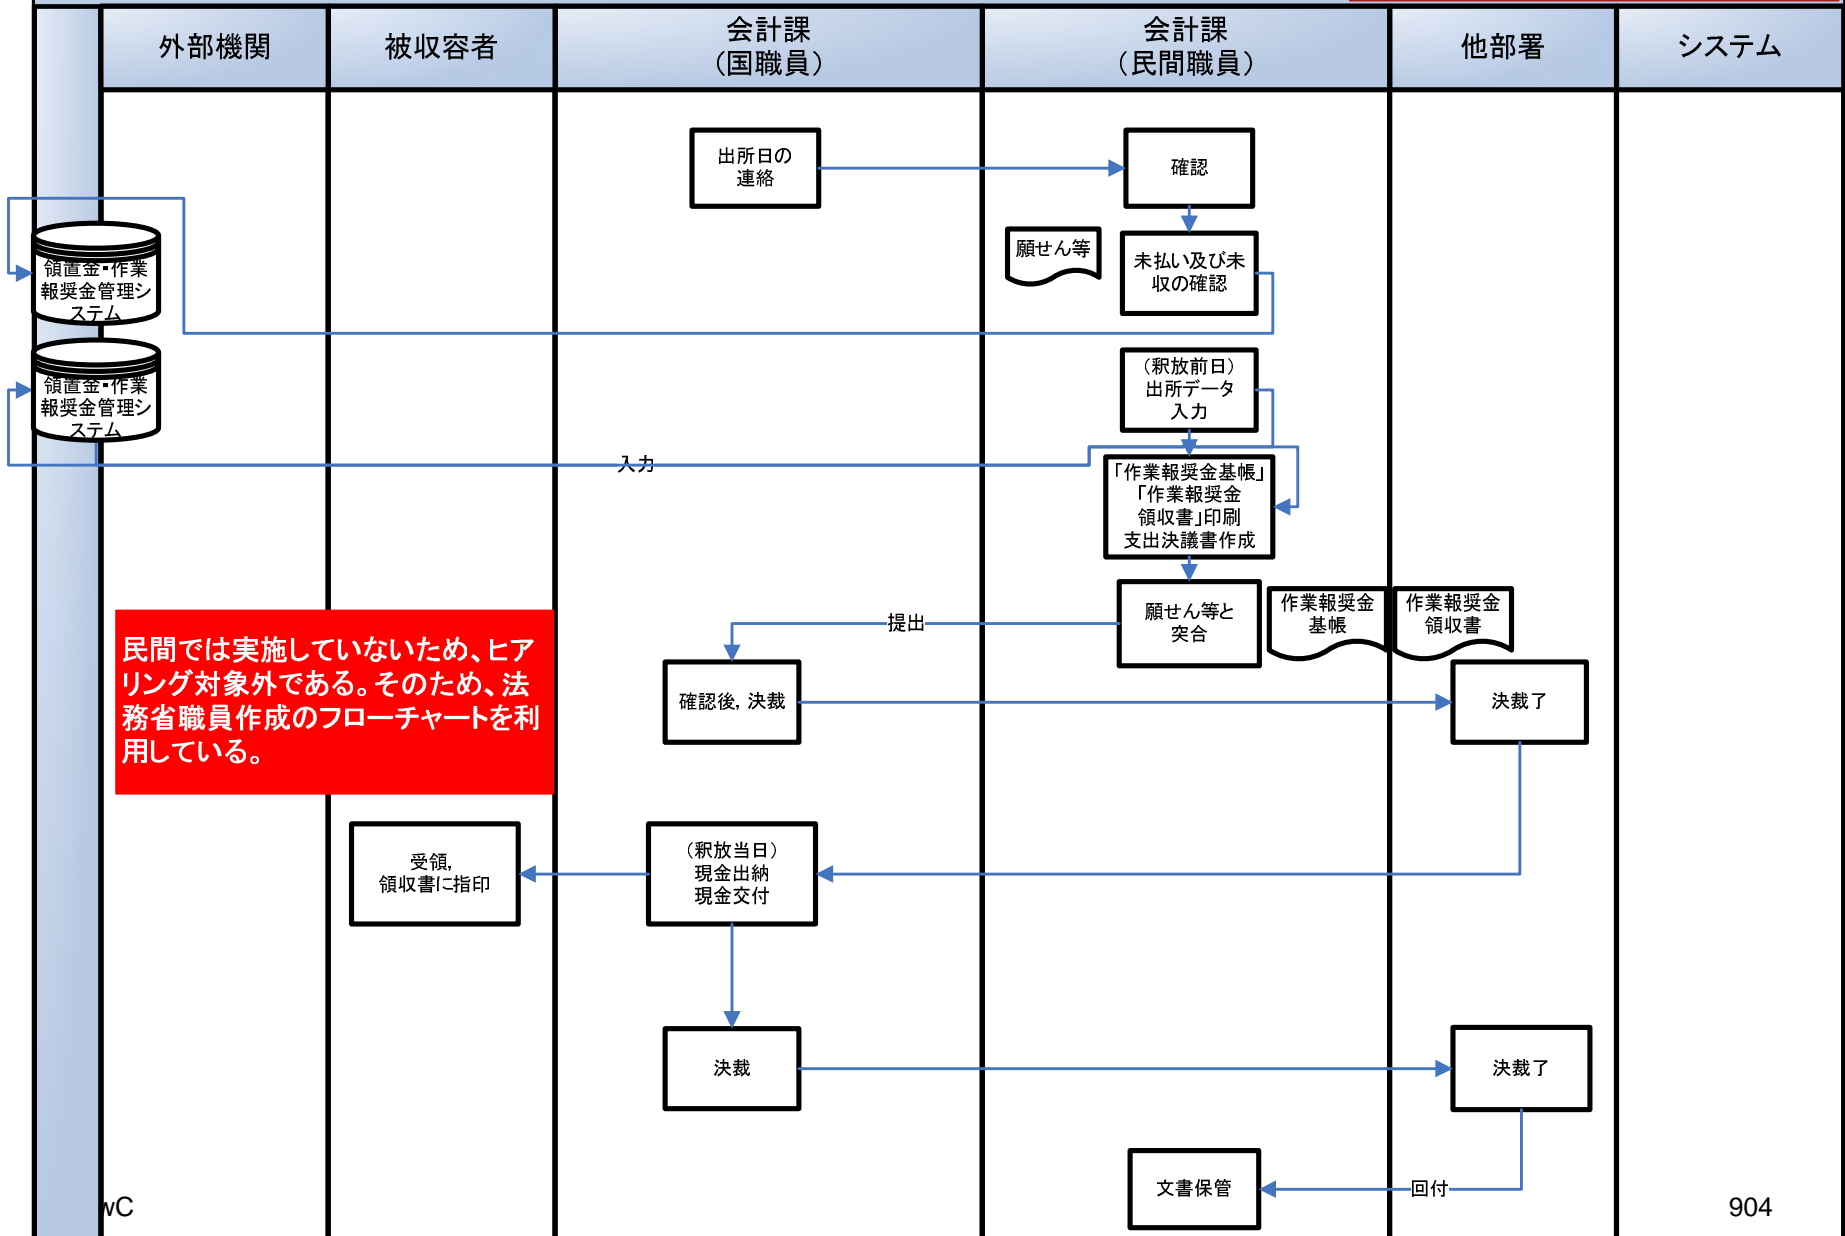 外部機関
被収容者
会計課
（国職員）
会計課
（民間職員）
他部署
システム
出所日の
連絡
確認
願せん等
未払い及び未
収の確認
領置金・作業
報奨金管理シ
ステム
（釈放前日）
出所データ
入力
領置金・作業
報奨金管理シ
ステム
入力
「作業報奨金基帳」
「作業報奨金
領収書」印刷
支出決議書作成
願せん等と
突合
作業報奨金
基帳
作業報奨金
領収書
提出
民間では実施していないため、ヒア
リング対象外である。そのため、法
務省職員作成のフローチャートを利
用している。
確認後，決裁
決裁了
受領，
領収書に指印
（釈放当日）
現金出納
現金交付
決裁
決裁了
文書保管
回付
wC
904